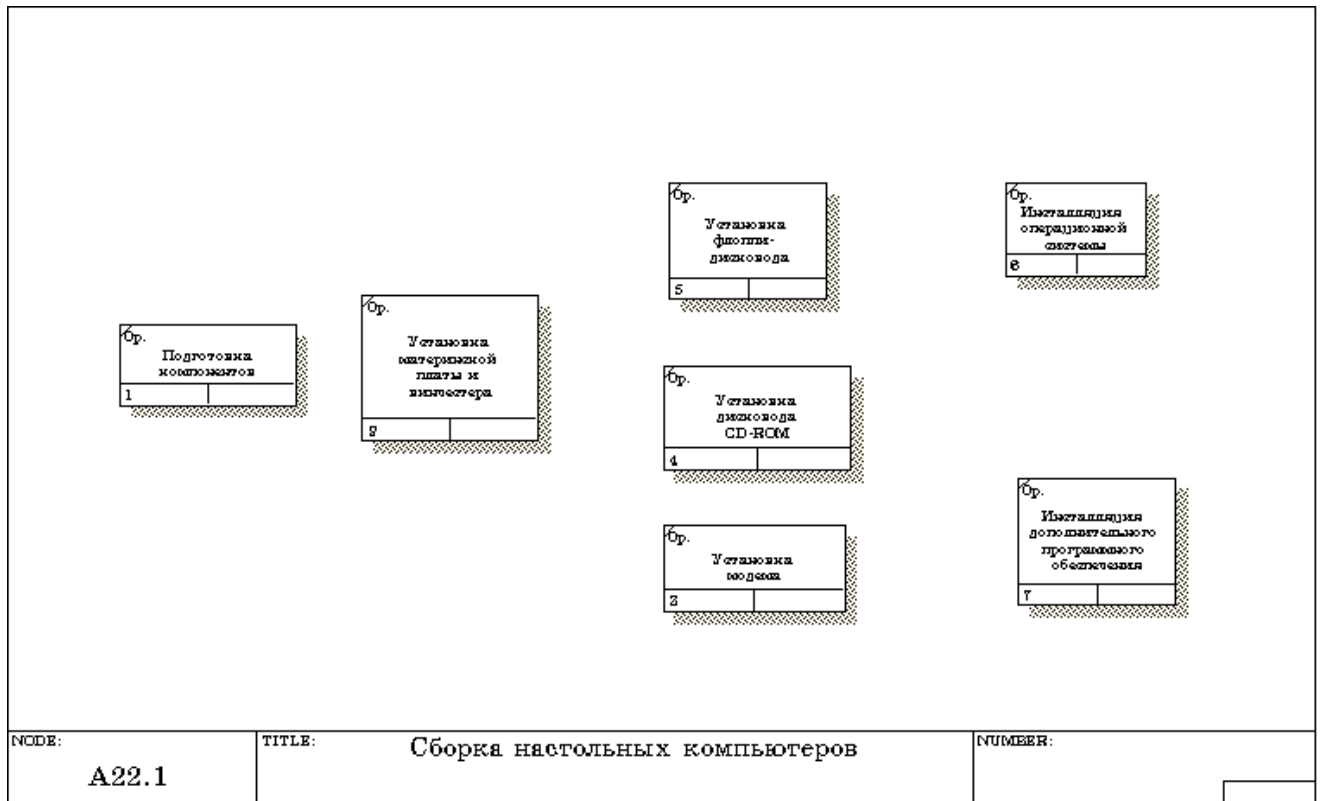 0р.
Подготовка
компонентов
1
0р.
Установка
материнской
платы и
винчестера
0р.
Установка
флоппи-
дисковода
5
0р.
Установка
дисковода
CD-ROM
4
0р.
Установка
модема
0р.
Инсталляция
операционной
системы
6
0р.
Инсталляция
дополнительного
программного
обеспечения
7
NODE:
A22.1
TITLE:
Сборка настольных компьютеров
NUMBER: